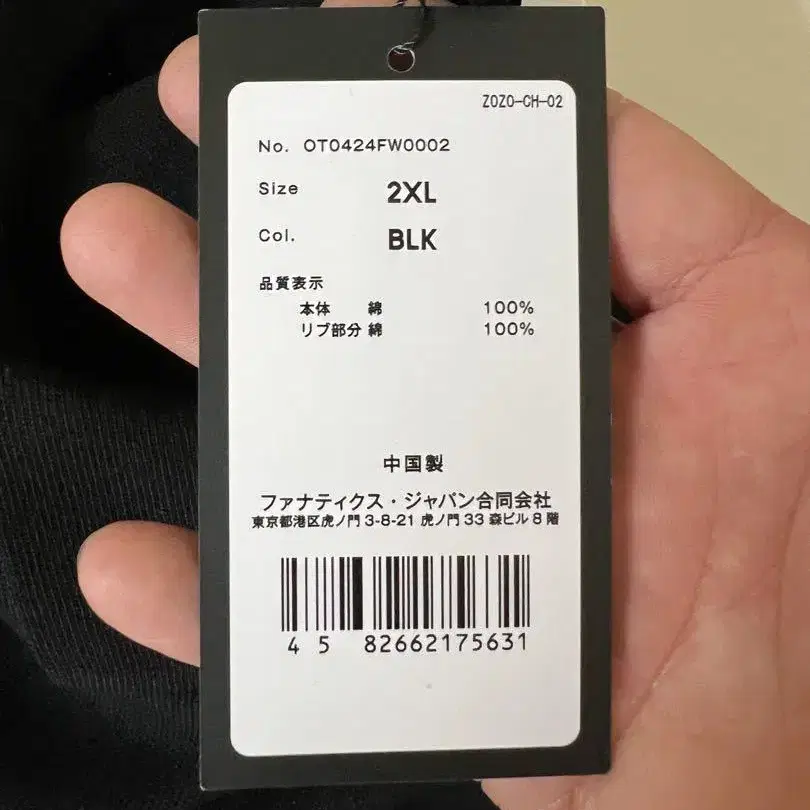 ZOZO-CH-02
No. OT0424FW0002
Size 2XL
Col. BLK
品質表示
本体 綿 100%
リブ部分 綿 100%
中国製
ファナティクス・ジャパン合同会社
東京都港区虎ノ門 3-8-21 虎ノ門 33 森ビル 8 階
4 5 82662175631